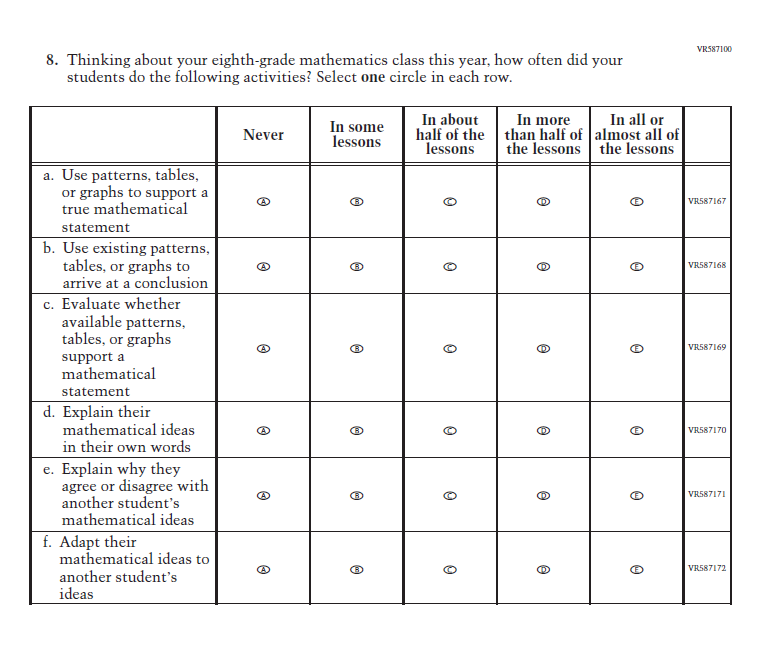 VR587100
8. Thinking about your eighth-grade mathematics class this year, how often did your
students do the following activities? Select one circle in each row.
Never
In some
lessons
In about
half of the
lessons
In more
than half of
the lessons
In all or
almost all of
the lessons
a. Use patterns, tables,
or graphs to support a
true mathematical
statement
A B C D E VR587167
b. Use existing patterns,
tables, or graphs to
arrive at a conclusion
A B C D E VR587168
c. Evaluate whether
available patterns,
tables, or graphs
support a
mathematical
statement
A B C D E VR587169
d. Explain their
mathematical ideas
in their own words
A B C D E VR587170
e. Explain why they
agree or disagree with
another student's
mathematical ideas
A B C D E VR587171
f. Adapt their
mathematical ideas to
another student's
ideas
A B C D E VR587172